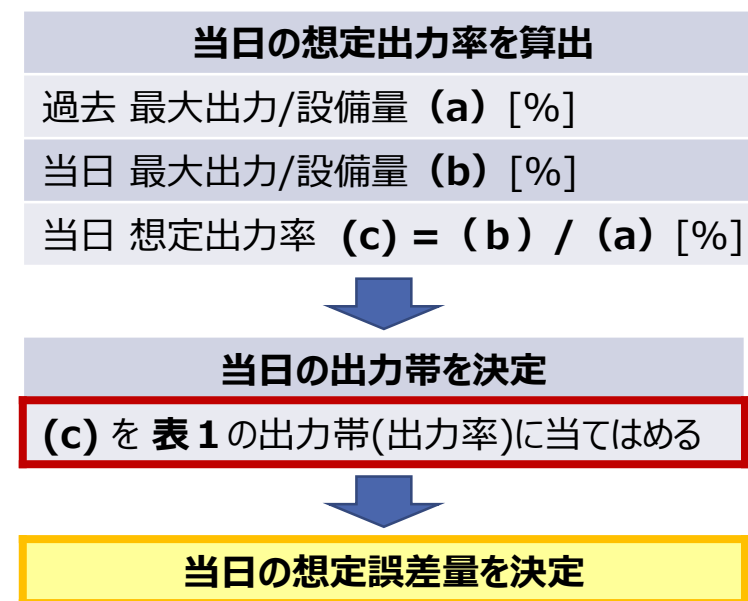 当日の想定出力率を算出
過去 最大出力/設備量（a）[%]
当日 最大出力/設備量（b）[%]
当日 想定出力率 (c) =（ｂ）/（a）[%]
当日の出力帯を決定
(c) を 表１の出力帯(出力率)に当てはめる
当日の想定誤差量を決定